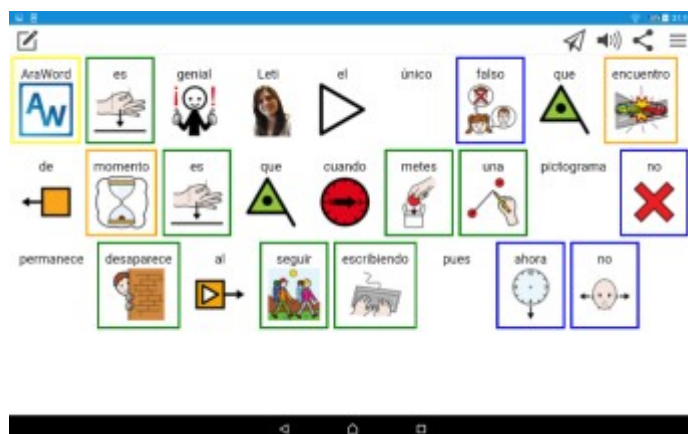 AraWord es genial Leti el único falso que encuentro
AW
de momento es que cuando metes una pictograma no
permanece desaparece al seguir escribiendo pues ahora no